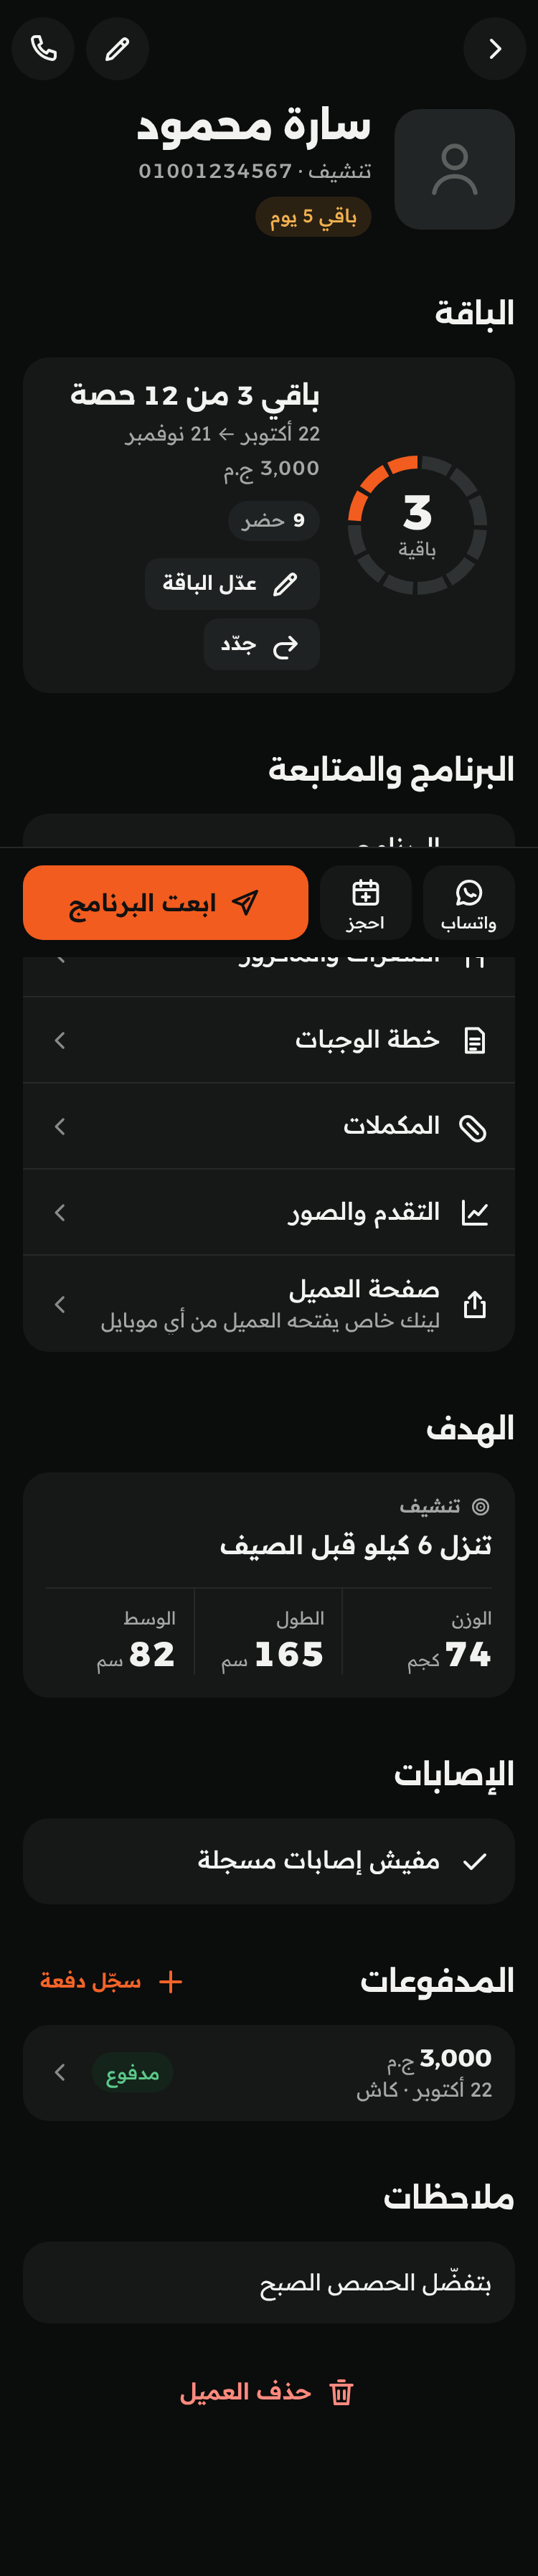 سارة محمود
تنشيف · 01001234567
باقي 5 يوم
الباقة
باقي 3 من 12 حصة
22 أكتوبر ← 21 نوفمبر
3,000 ج.م
3
باقية
9 حضر
عدّل الباقة
جدّد
البرنامج والمتابعة
البرنامج
واتساب
احجز
ابعت البرنامج
السعرات والماكروز
خطة الوجبات
المكملات
التقدم والصور
صفحة العميل
لينك خاص يفتحه العميل من أي موبايل
الهدف
تنشيف
تنزل 6 كيلو قبل الصيف
الوزن
74 كجم
الطول
165 سم
الوسط
82 سم
الإصابات
مفيش إصابات مسجلة
المدفوعات
سجّل دفعة
3,000 ج.م
22 أكتوبر · كاش
مدفوع
ملاحظات
بتفضّل الحصص الصبح
حذف العميل